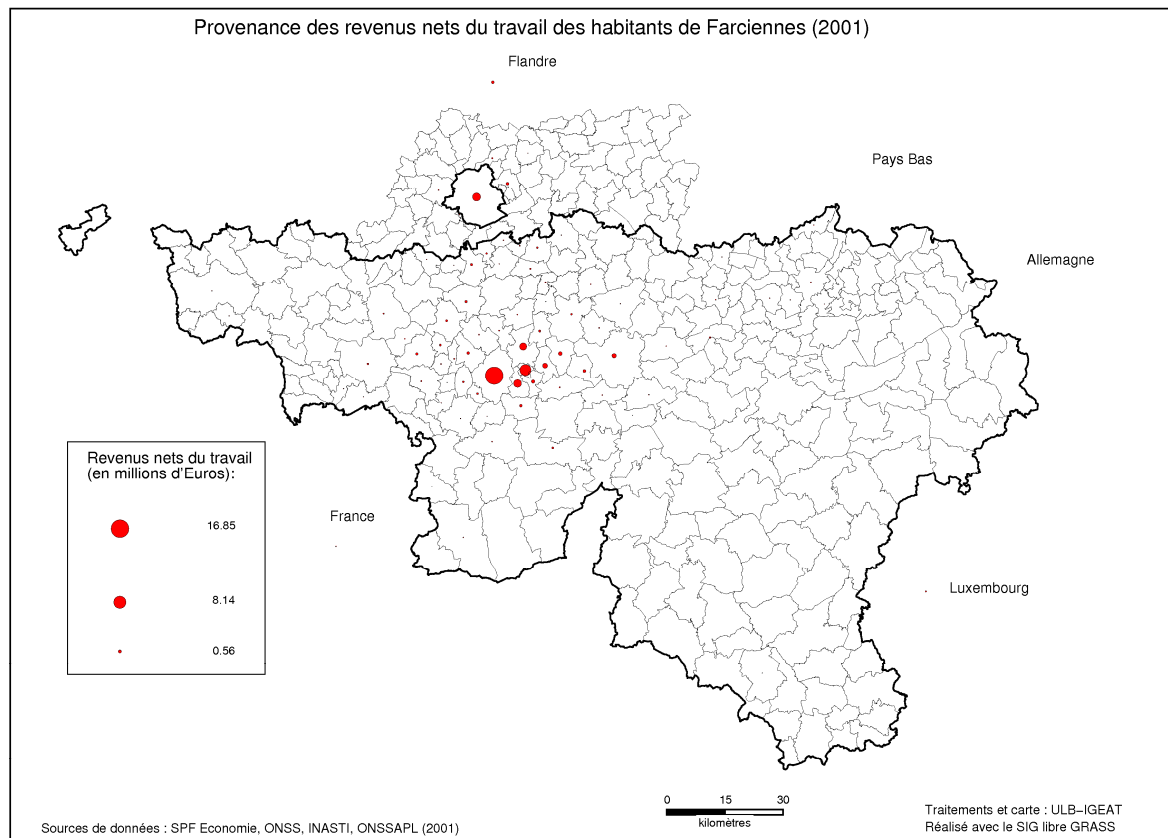 Provenance des revenus nets du travail des habitants de Farciennes (2001)
Flandre
Pays Bas
Allemagne
Revenus nets du travail
(en millions d'Euros):
16.85
8.14
0.56
France
Luxembourg
0 15 30
kilomètres
Sources de données : SPF Economie, ONSS, INASTI, ONSSAPL (2001)
Traitements et carte : ULB-IGEAT
Réalisé avec le SIG libre GRASS